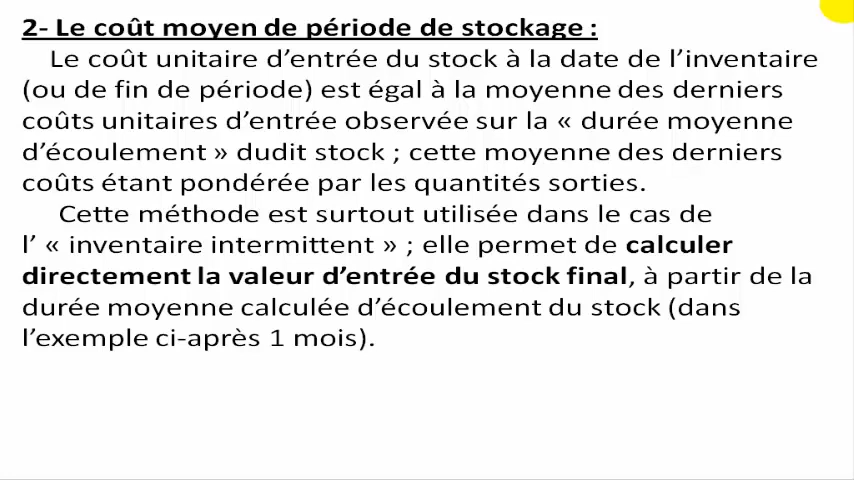 2- Le coût moyen de période de stockage :
Le coût unitaire d’entrée du stock à la date de l’inventaire
(ou de fin de période) est égal à la moyenne des derniers
coûts unitaires d’entrée observée sur la « durée moyenne
d’écoulement » dudit stock ; cette moyenne des derniers
coûts étant pondérée par les quantités sorties.
Cette méthode est surtout utilisée dans le cas de
l’ « inventaire intermittent » ; elle permet de calculer
directement la valeur d’entrée du stock final, à partir de la
durée moyenne calculée d’écoulement du stock (dans
l’exemple ci-après 1 mois).